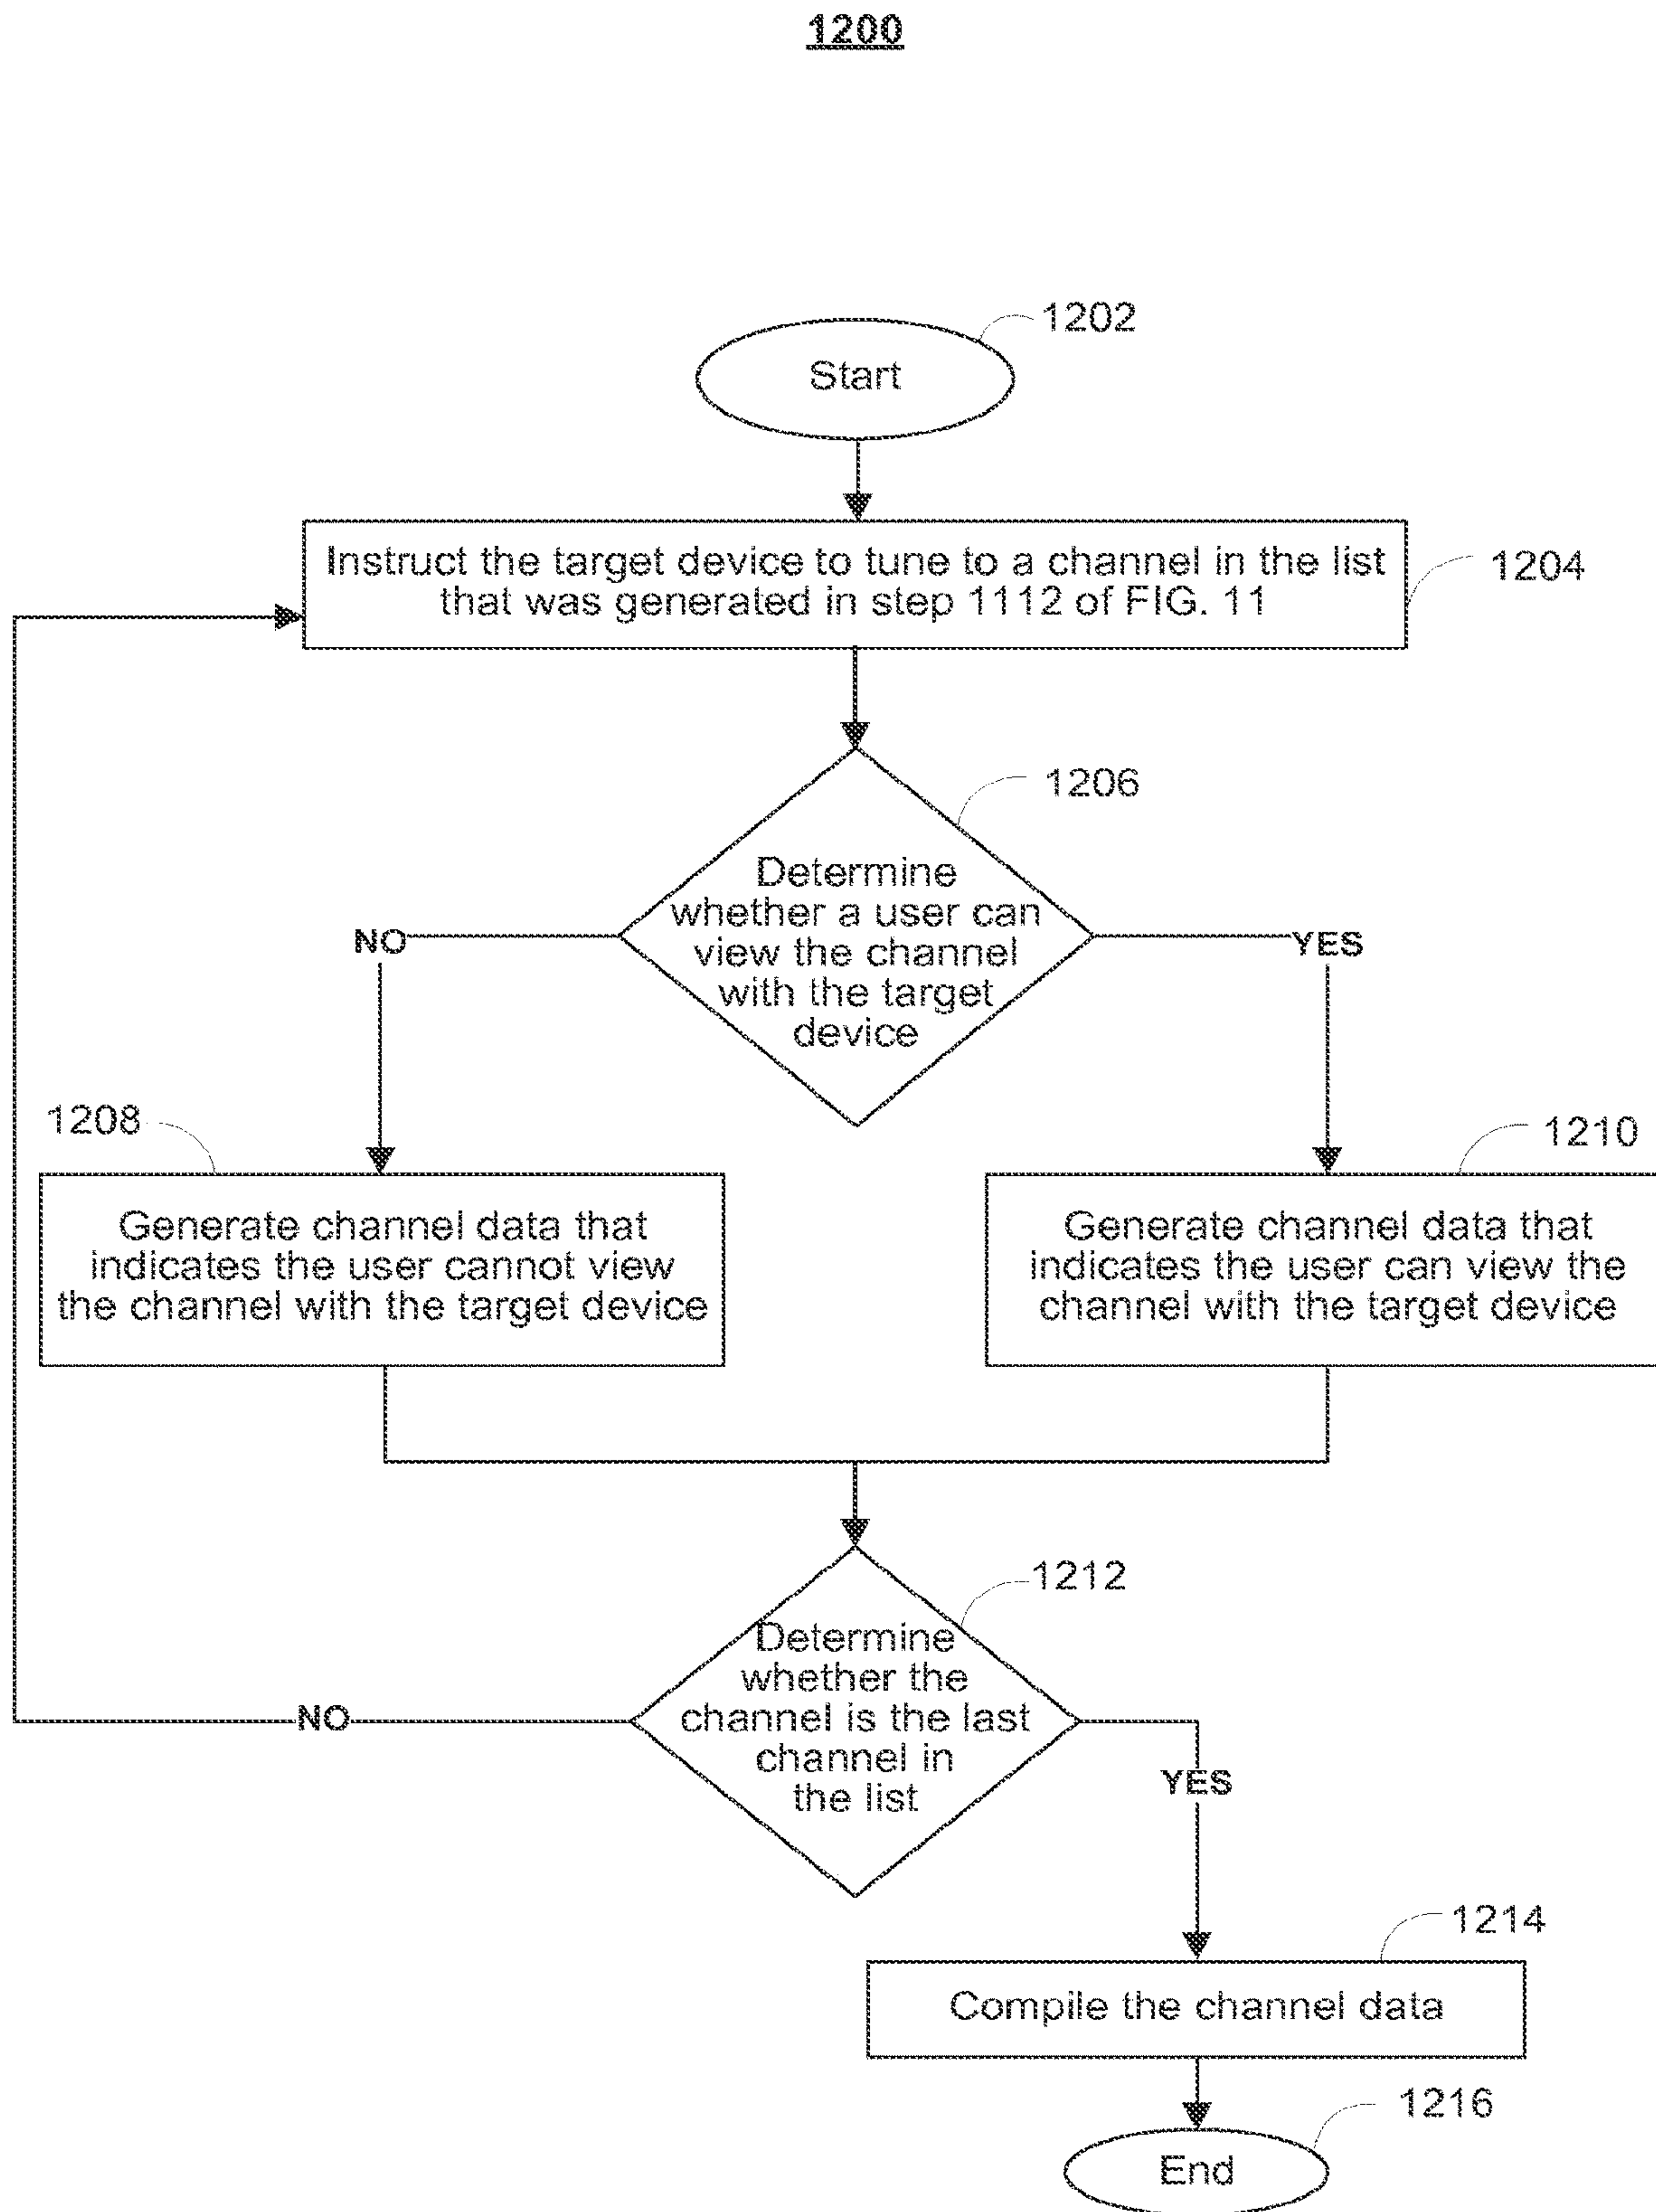 1200
1202
Start
Instruct the target device to tune to a channel in the list
that was generated in step 1112 of FIG. 11
1204
1206
Determine
whether a user can
view the channel
with the target
device
NO
YES
1208
1210
Generate channel data that
indicates the user cannot view
the channel with the target device
Generate channel data that
indicates the user can view the
channel with the target device
1212
Determine
whether the
channel is the last
channel in
the list
NO
YES
1214
Compile the channel data
1216
End